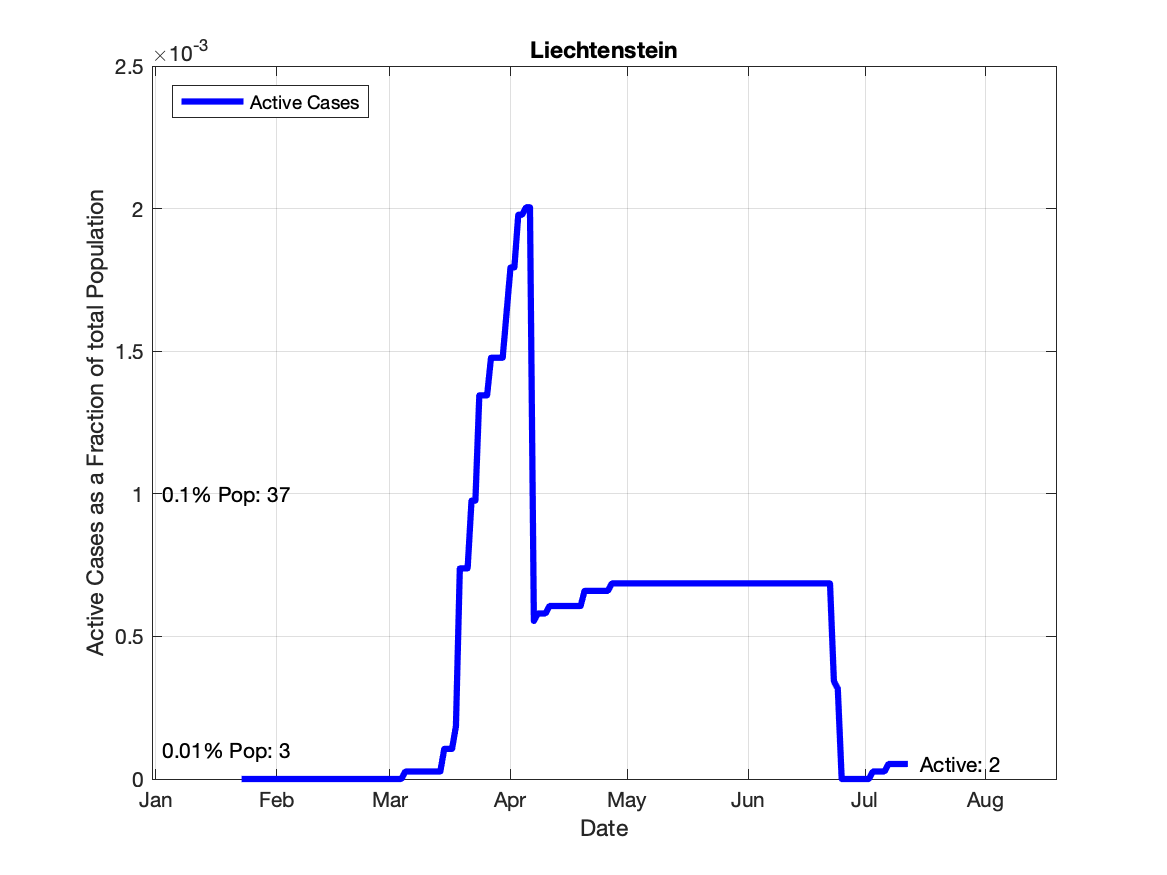 Liechtenstein
×10-3
Active Cases
2.5
2
1.5
1
0.5
0
0.1% Pop: 37
0.01% Pop: 3
Active: 2
Active Cases as a Fraction of total Population
Jan Feb Mar Apr May Jun Jul Aug
Date